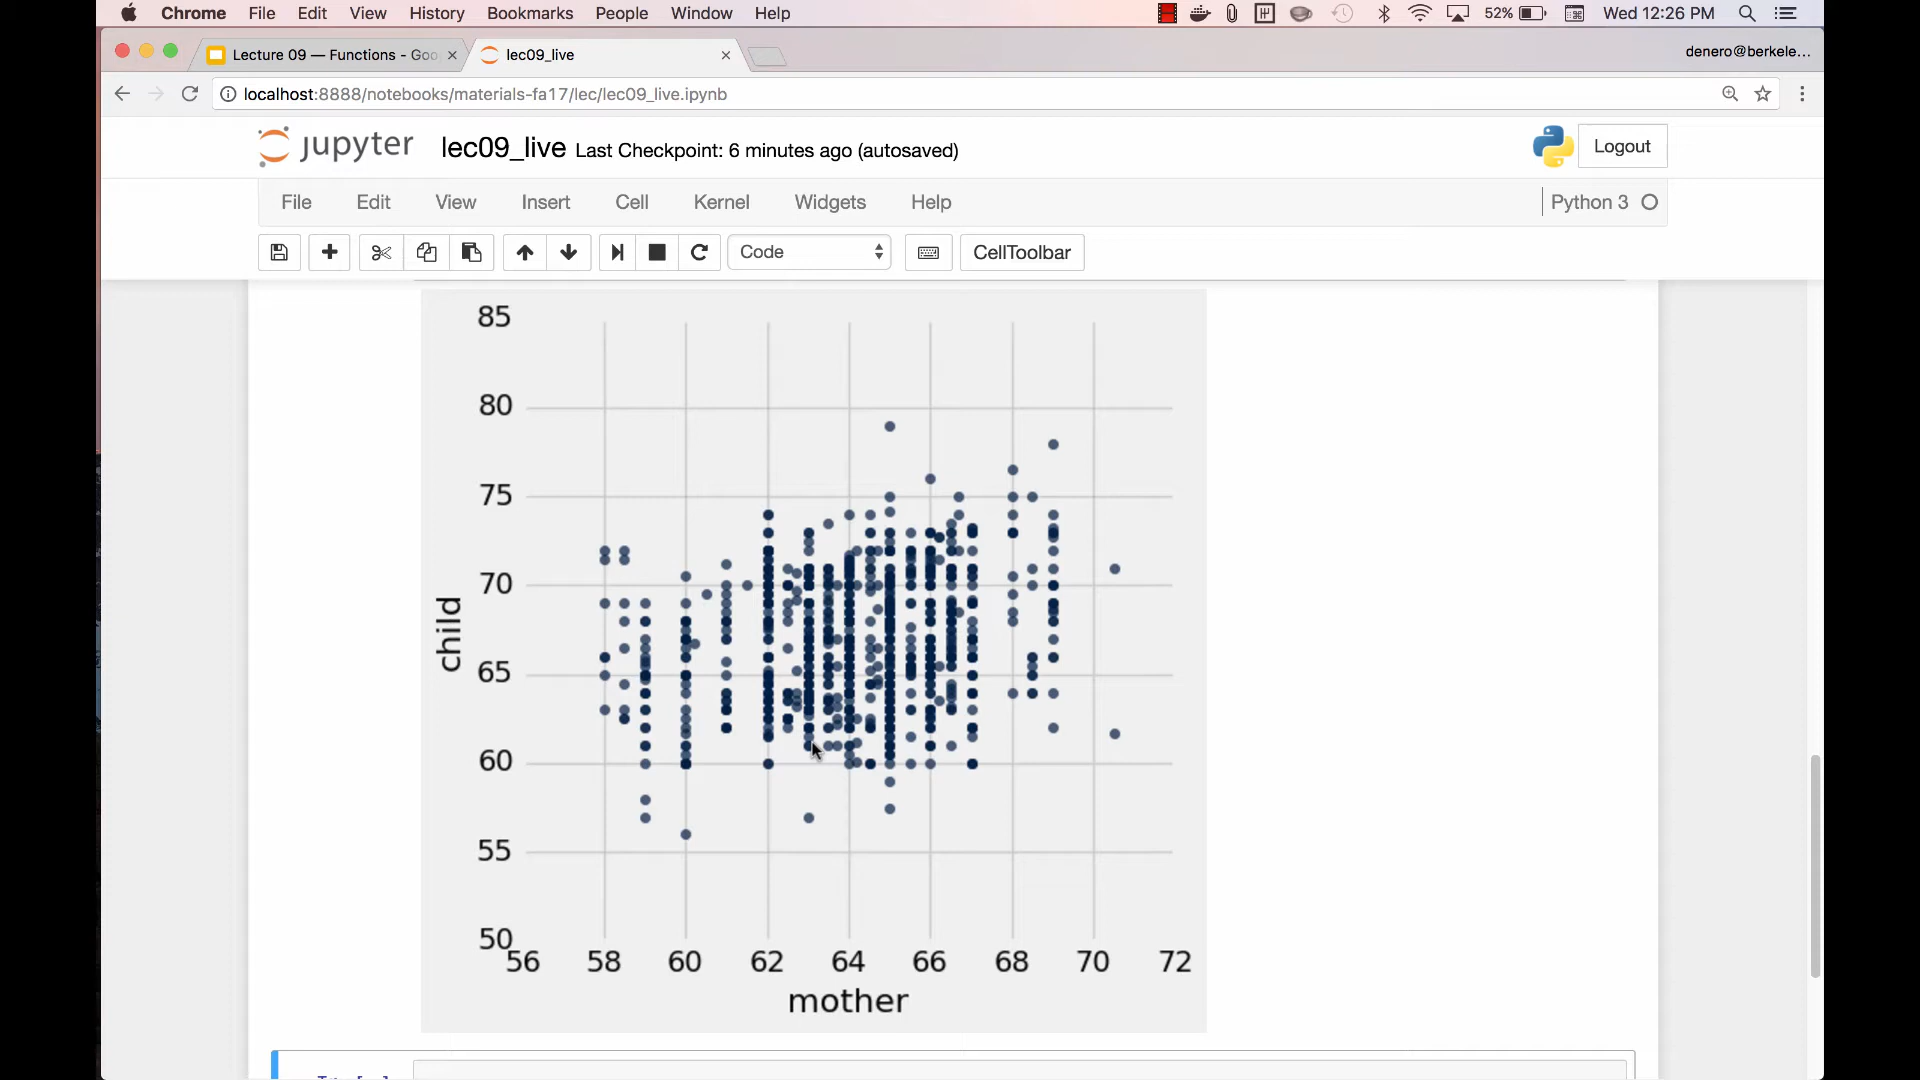 Chrome File Edit View History Bookmarks People Window Help 52% Wed 12:26 PM
Lecture 09 — Functions - Goo lec09_live denero@berkele...
localhost:8888/notebooks/materials-fa17/lec/lec09_live.ipynb
jupyter lec09_live Last Checkpoint: 6 minutes ago (autosaved) Logout
File Edit View Insert Cell Kernel Widgets Help Python 3
Code CellToolbar
85
80
75
70
child
65
60
55
50
56 58 60 62 64 66 68 70 72
mother